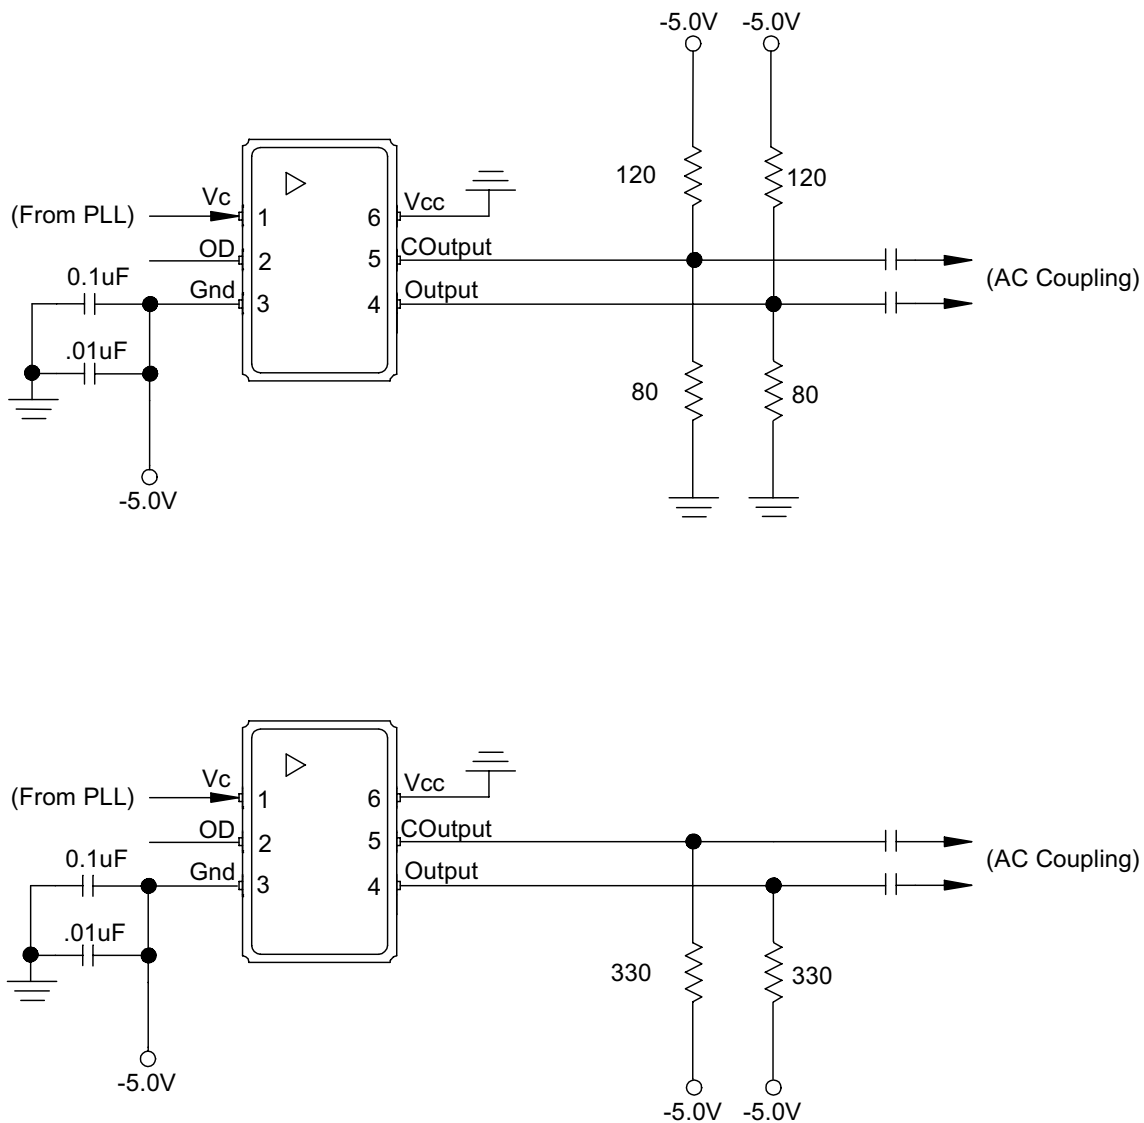 -5.0V -5.0V
120 120
Vc Vcc
(From PLL) 1 6
OD COutput
2 5
0.1uF (AC Coupling)
Gnd Output
3 4
.01uF
80 80
-5.0V
Vc Vcc
(From PLL) 1 6
OD COutput
2 5
0.1uF (AC Coupling)
Gnd Output
3 4
.01uF
330 330
-5.0V
-5.0V -5.0V